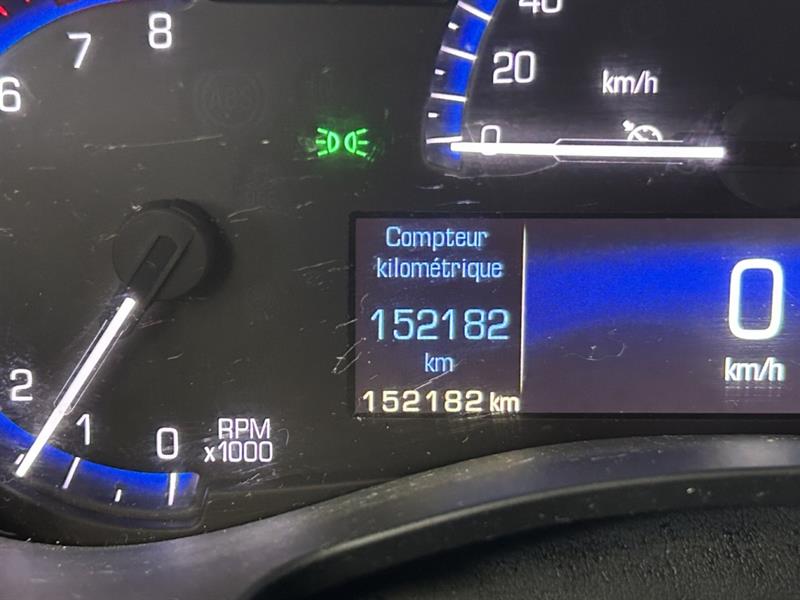 8
7
6
40
20
km/h
0
Compteur
kilométrique
152182
km
152182 km
0
km/h
2
1
0
RPM
x1000